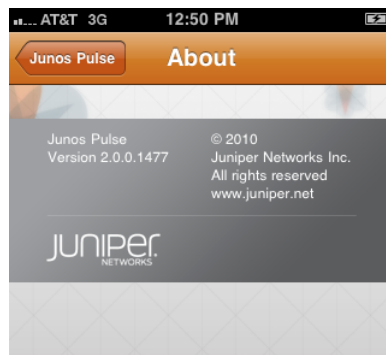 AT&T 3G 12:50 PM
Junos Pulse About
Junos Pulse
Version 2.0.0.1477
© 2010
Juniper Networks Inc.
All rights reserved
www.juniper.net
JUNIPEr
NETWORKS